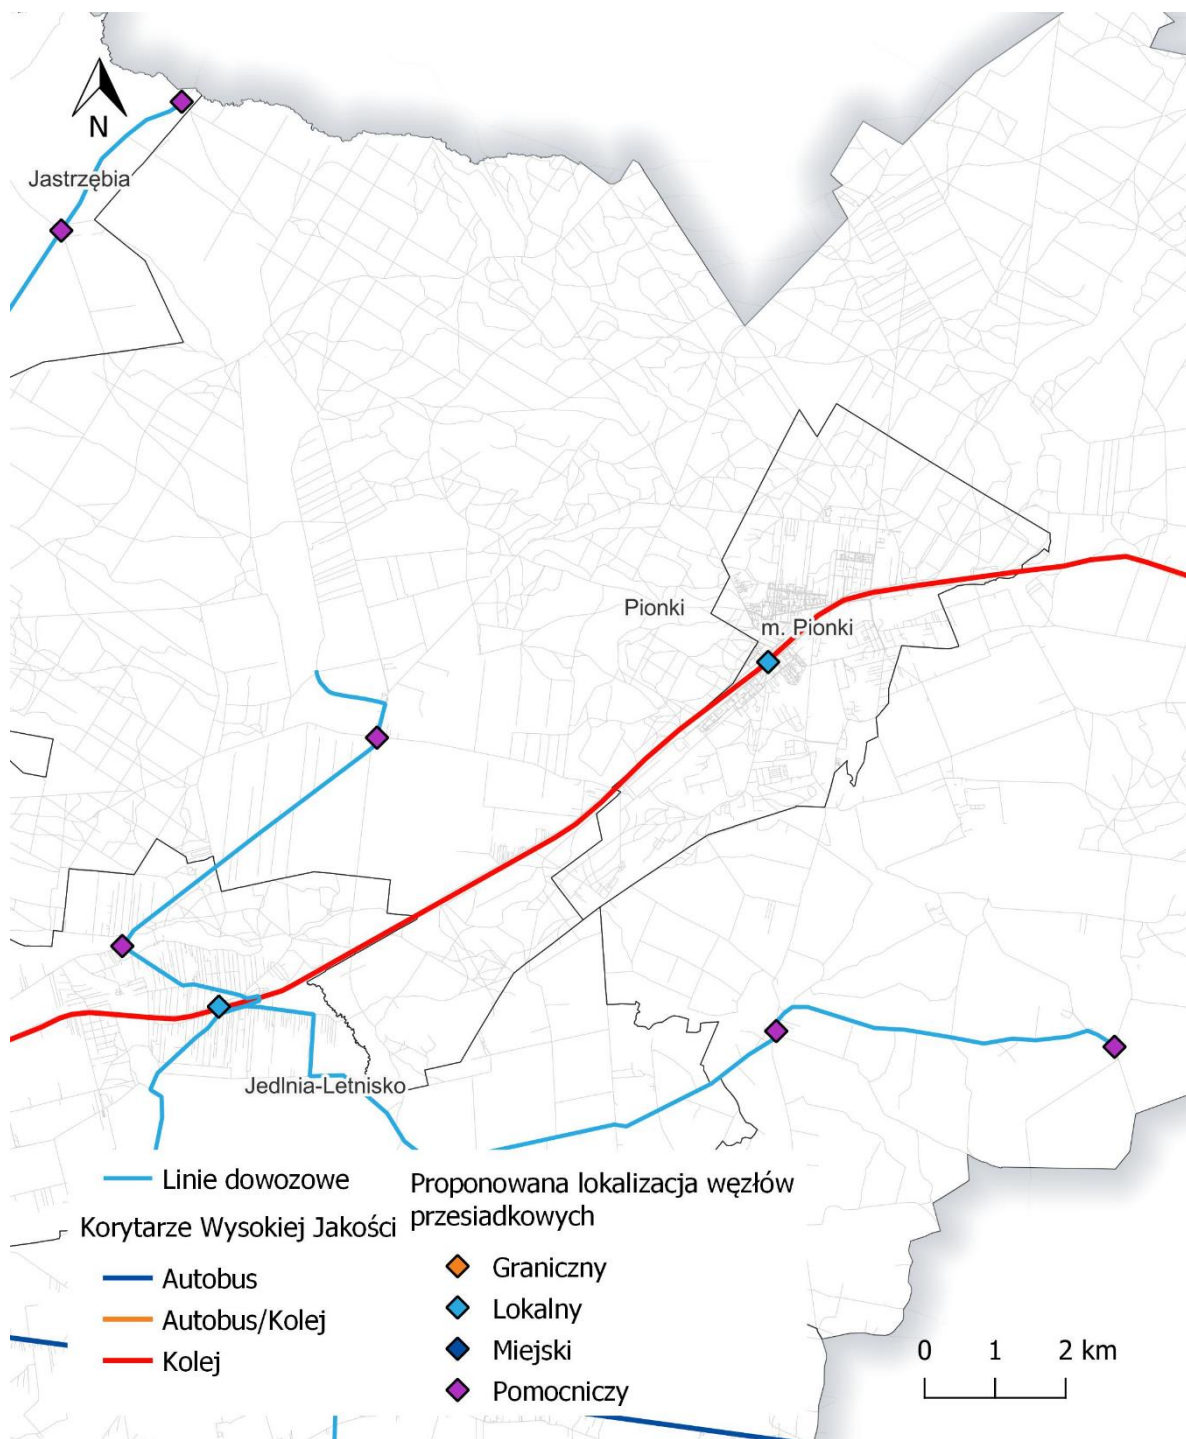 N
Jastrzębia
Pionki
m. Pionki
Jedlnia-Letnisko
Linie dowozowe
Korytarze Wysokiej Jakości
Autobus
Autobus/Kolej
Kolej
Proponowana lokalizacja węzłów
przesiadkowych
Graniczny
Lokalny
Miejski
Pomocniczy
0 1 2 km